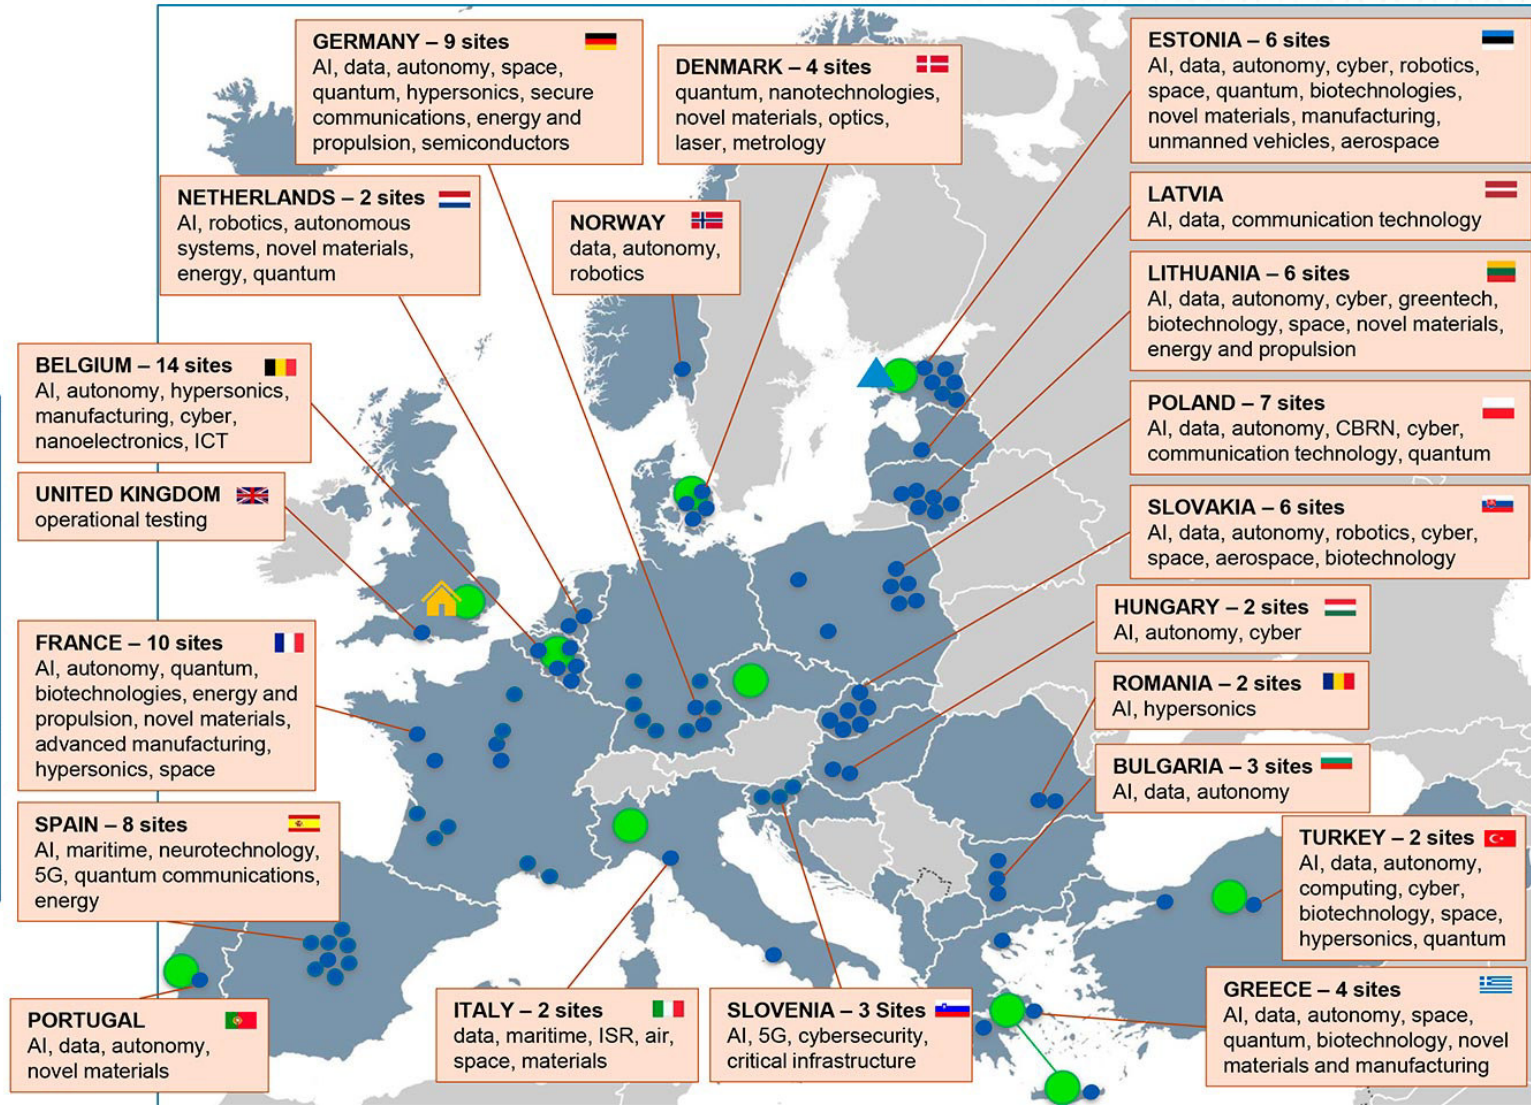 GERMANY – 9 sites
AI, data, autonomy, space,
quantum, hypersonics, secure
communications, energy and
propulsion, semiconductors
DENMARK – 4 sites
quantum, nanotechnologies,
novel materials, optics,
laser, metrology
ESTONIA – 6 sites
AI, data, autonomy, cyber, robotics,
space, quantum, biotechnologies,
novel materials, manufacturing,
unmanned vehicles, aerospace
NETHERLANDS – 2 sites
AI, robotics, autonomous
systems, novel materials,
energy, quantum
NORWAY
data, autonomy,
robotics
LATVIA
AI, data, communication technology
LITHUANIA – 6 sites
AI, data, autonomy, cyber, greentech,
biotechnology, space, novel materials,
energy and propulsion
BELGIUM – 14 sites
AI, autonomy, hypersonics,
manufacturing, cyber,
nanoelectronics, ICT
POLAND – 7 sites
AI, data, autonomy, CBRN, cyber,
communication technology, quantum
UNITED KINGDOM
operational testing
SLOVAKIA – 6 sites
AI, data, autonomy, robotics, cyber,
space, aerospace, biotechnology
HUNGARY – 2 sites
AI, autonomy, cyber
FRANCE – 10 sites
AI, autonomy, quantum,
biotechnologies, energy and
propulsion, novel materials,
advanced manufacturing,
hypersonics, space
ROMANIA – 2 sites
AI, hypersonics
BULGARIA – 3 sites
AI, data, autonomy
SPAIN – 8 sites
AI, maritime, neurotechnology,
5G, quantum communications,
energy
TURKEY – 2 sites
AI, data, autonomy,
computing, cyber,
biotechnology, space,
hypersonics, quantum
PORTUGAL
AI, data, autonomy,
novel materials
ITALY – 2 sites
data, maritime, ISR, air,
space, materials
SLOVENIA – 3 Sites
AI, 5G, cybersecurity,
critical infrastructure
GREECE – 4 sites
AI, data, autonomy, space,
quantum, biotechnology, novel
materials and manufacturing